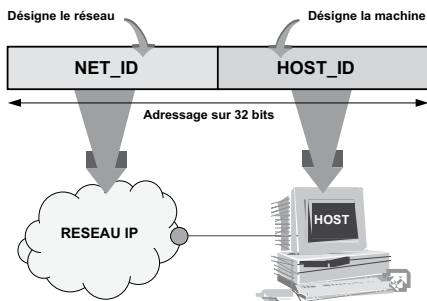 Désigne le réseau
Désigne la machine
NET_ID
HOST_ID
Adressage sur 32 bits
RESEAU IP
HOST